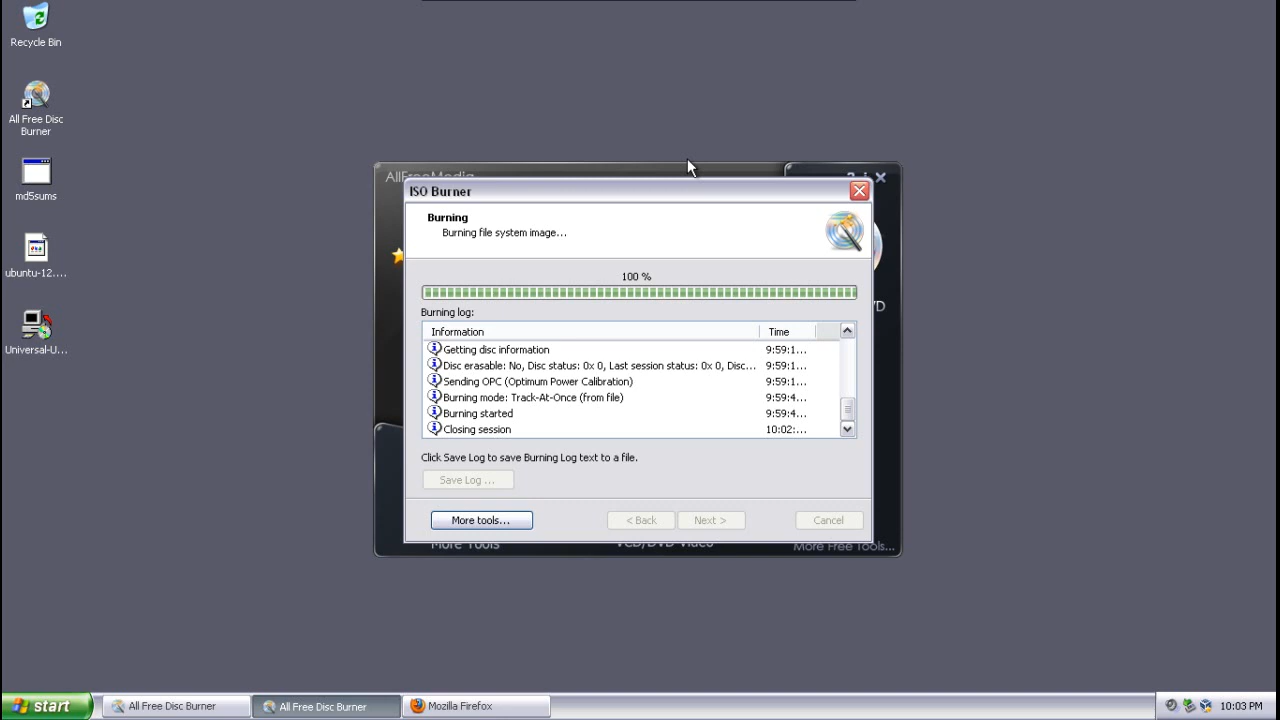 Recycle Bin
All Free Disc
Burner
md5sums
ubuntu-12....
Universal-U...
ISO Burner
Burning
Burning file system image...
100 %
Burning log:
Information Time
Getting disc information 9:59:1...
Disc erasable: No, Disc status: 0x 0, Last session status: 0x 0, Disc... 9:59:1...
Sending OPC (Optimum Power Calibration) 9:59:1...
Burning mode: Track-At-Once (from file) 9:59:4...
Burning started 9:59:4...
Closing session 10:02:...
Click Save Log to save Burning Log text to a file.
Save Log ...
More tools... < Back Next > Cancel
More Tools VCD/DVD Video More Free Tools...
start All Free Disc Burner All Free Disc Burner Mozilla Firefox 10:03 PM